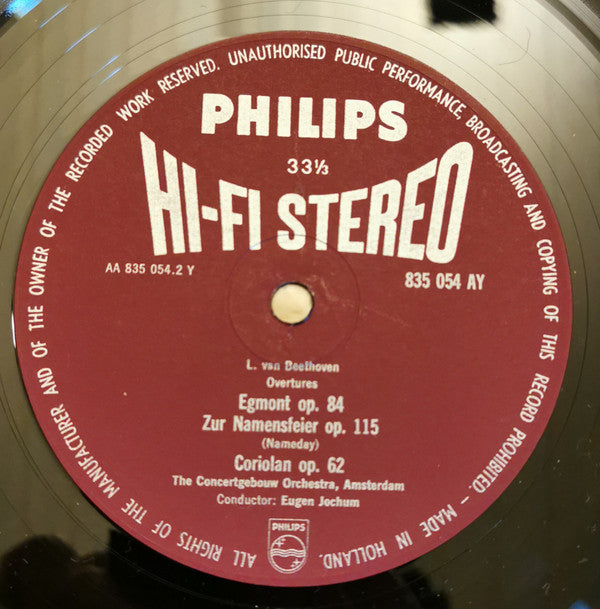 ALL RIGHTS OF THE MANUFACTURER AND OF THE OWNER OF THE RECORDED WORK RESERVED. UNAUTHORISED PUBLIC PERFORMANCE, BROADCASTING AND COPYING OF THIS RECORD PROHIBITED. – MADE IN HOLLAND.
PHILIPS
33⅓
HI-FI STEREO
AA 835 054.2 Y
835 054 AY
L. van Beethoven
Overtures
Egmont op. 84
Zur Namensfeier op. 115
(Nameday)
Coriolan op. 62
The Concertgebouw Orchestra, Amsterdam
Conductor: Eugen Jochum
PHILIPS